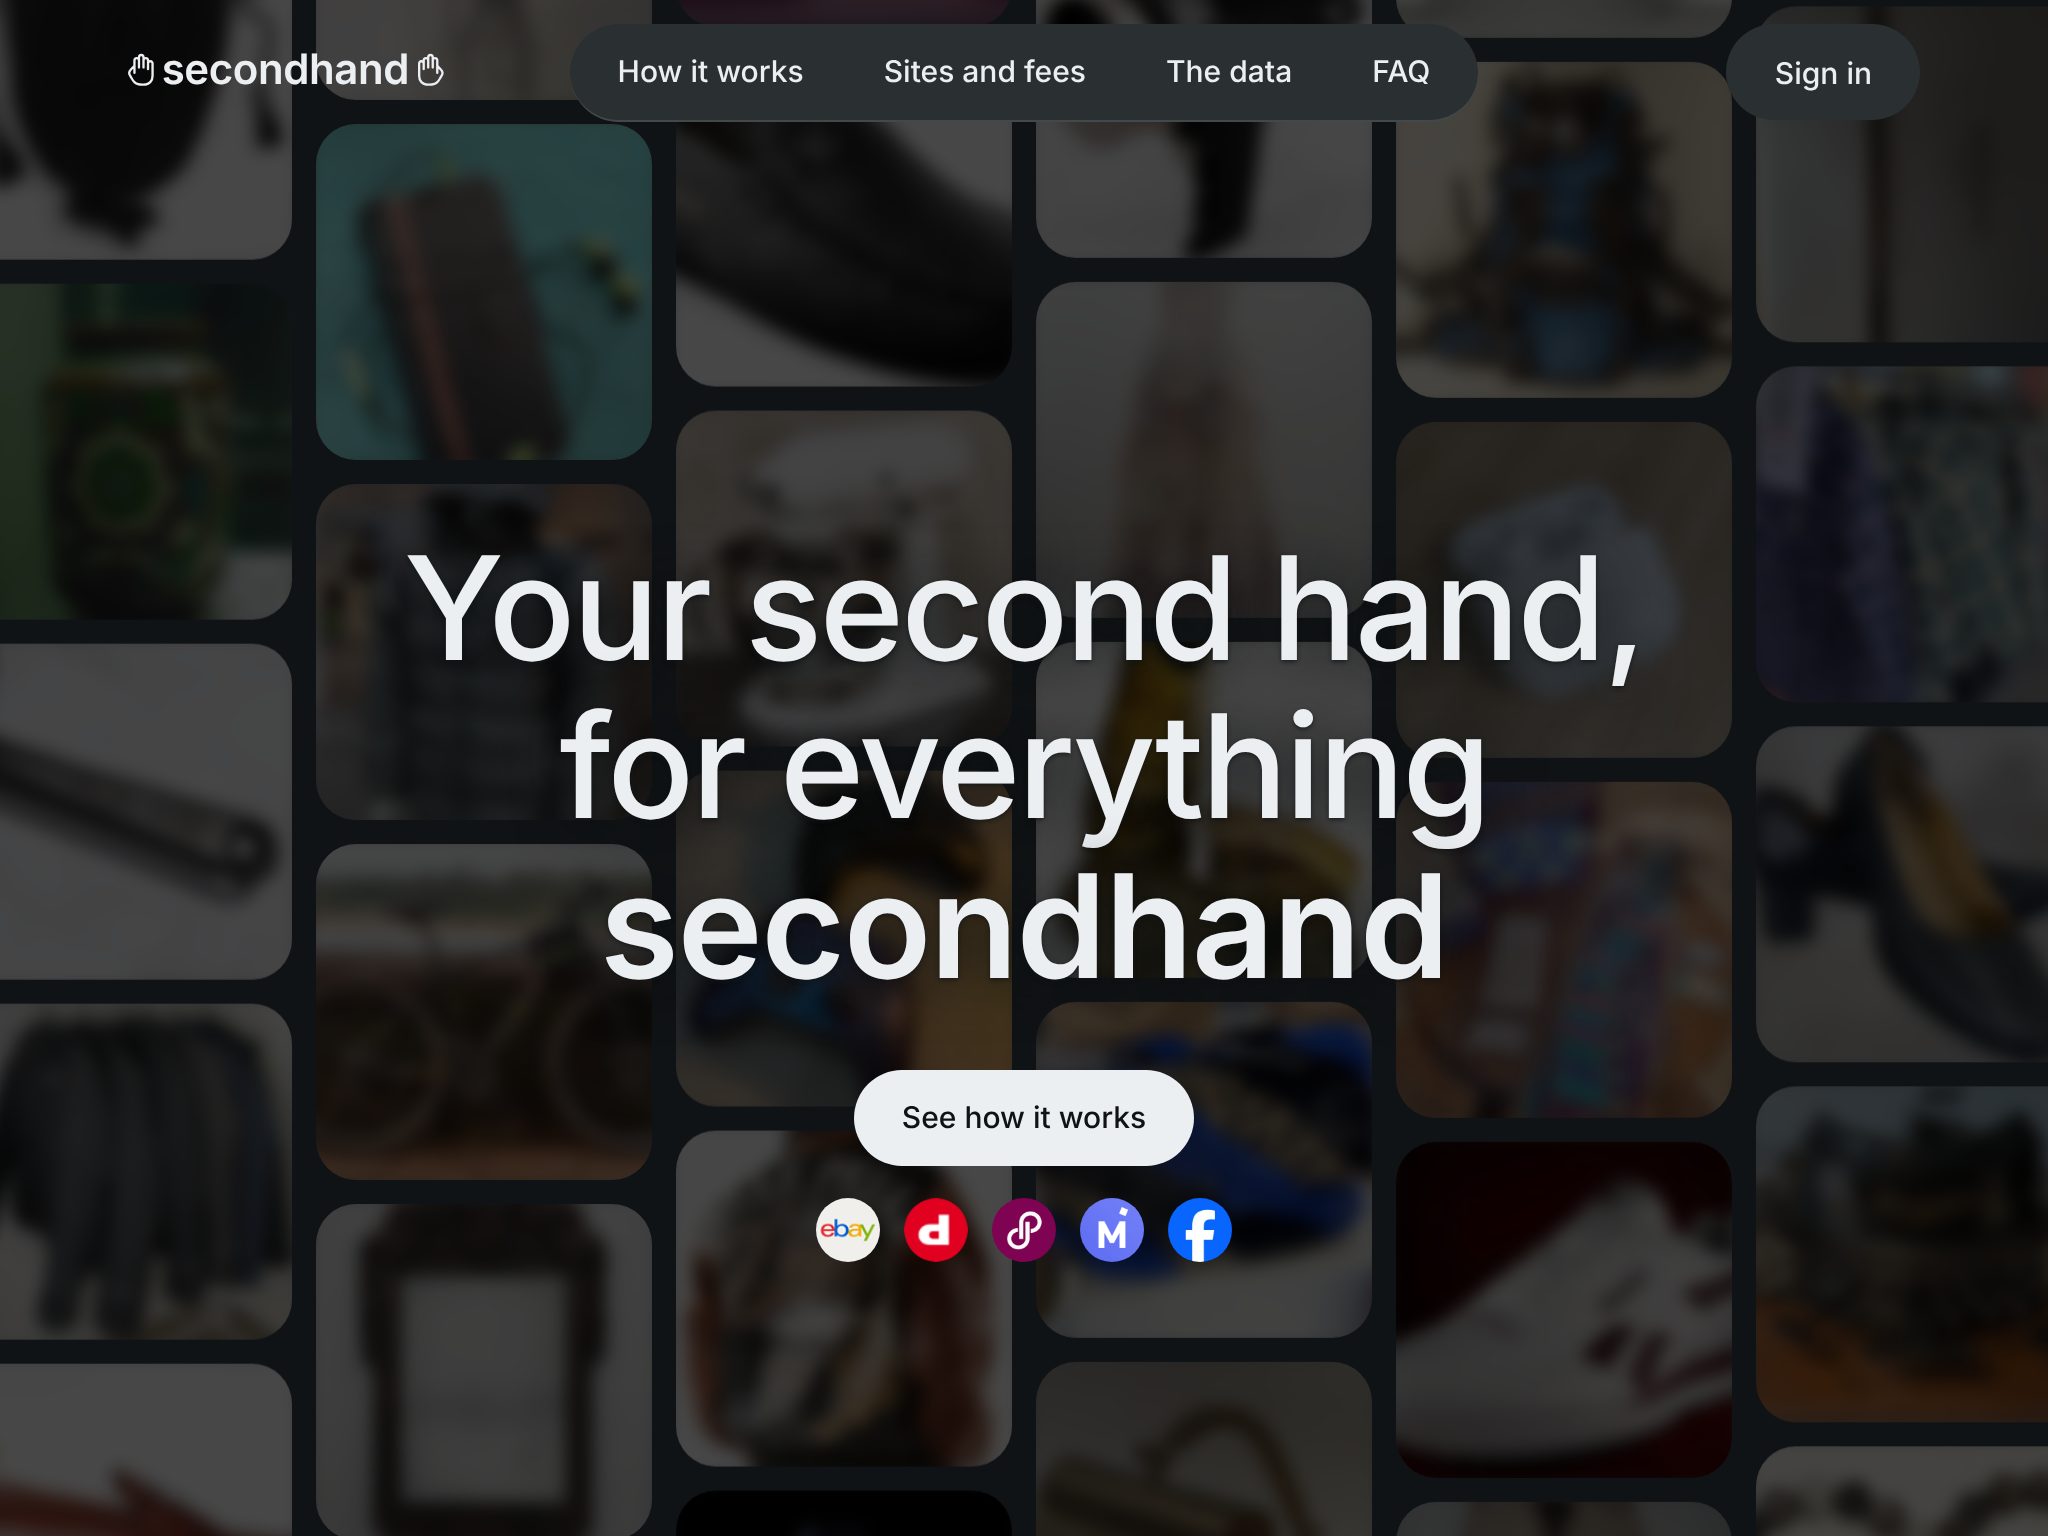 secondhand
How it works
Sites and fees
The data
FAQ
Sign in
Your second hand,
for everything
secondhand
See how it works
ebay
d
M
f